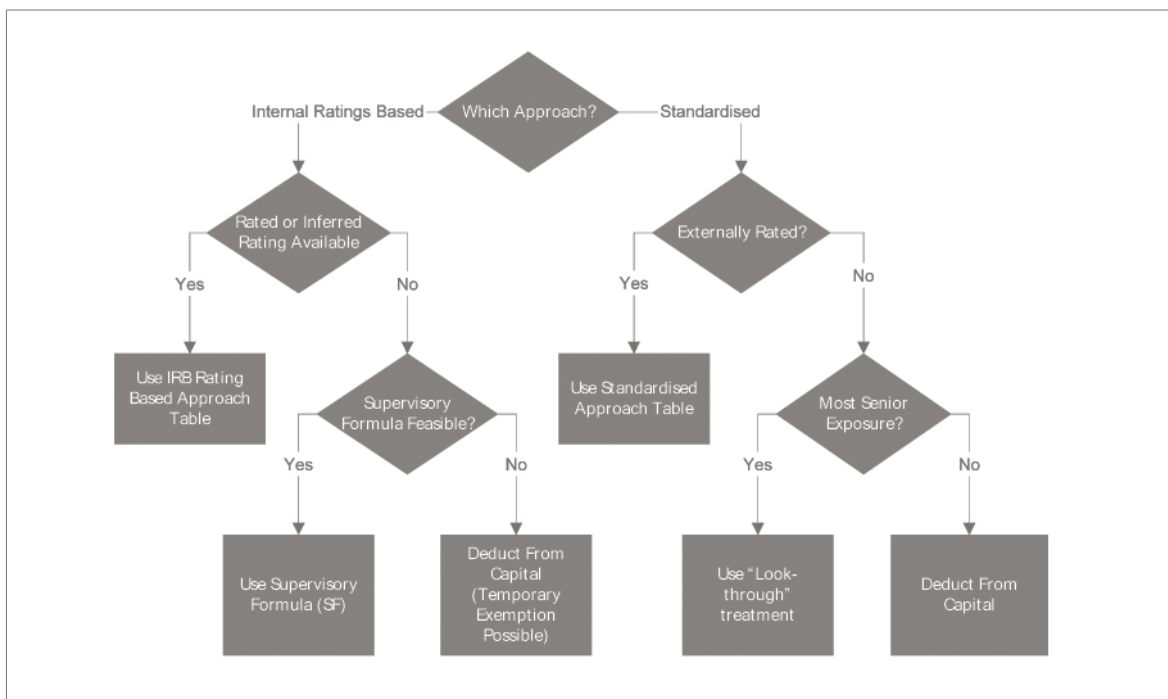 Which Approach?
Internal Ratings Based
Standardised
Rated or Inferred
Rating Available
Externally Rated?
Yes
No
Yes
No
Use IRB Rating
Based Approach
Table
Supervisory
Formula Feasible?
Use Standardised
Approach Table
Most Senior
Exposure?
Yes
No
Yes
No
Use Supervisory
Formula (SF)
Deduct From
Capital
(Temporary
Exemption
Possible)
Use “Look-
through”
treatment
Deduct From
Capital